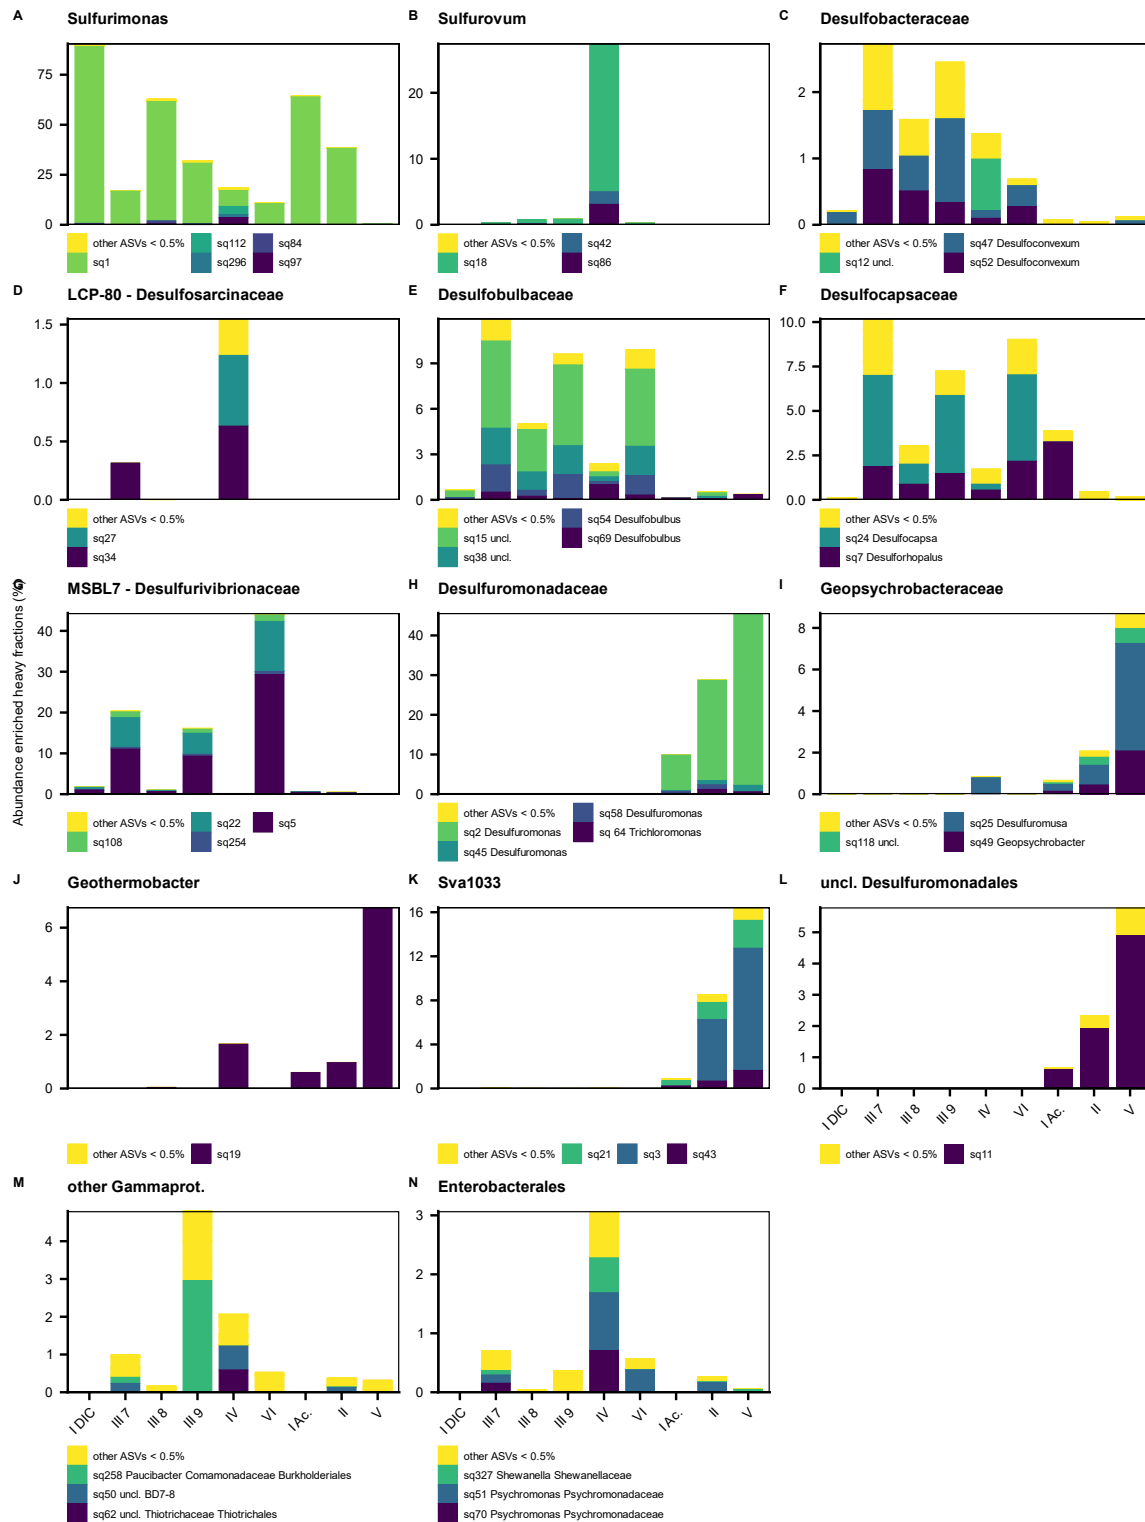 A Sulfurimonas
B Sulfurovum
C Desulfobacteraceae
75
50
25
0
20
10
0
2
1
0
other ASVs < 0.5%
sq1
sq112
sq296
sq84
sq97
other ASVs < 0.5%
sq18
sq42
sq86
other ASVs < 0.5%
sq12 uncl.
sq47 Desulfoconvexum
sq52 Desulfoconvexum
D LCP-80 - Desulfosarcinaceae
E Desulfobulbaceae
F Desulfocapsaceae
1.5
1.0
0.5
0.0
9
6
3
0
10.0
7.5
5.0
2.5
0.0
other ASVs < 0.5%
sq27
sq34
other ASVs < 0.5%
sq15 uncl.
sq38 uncl.
sq54 Desulfobulbus
sq69 Desulfobulbus
other ASVs < 0.5%
sq24 Desulfocapsa
sq7 Desulforhopalus
Abundance enriched heavy fractions (%)
G MSBL7 - Desulfurivibrionaceae
H Desulfuromonadaceae
I Geopsychrobacteraceae
40
30
20
10
0
40
30
20
10
0
8
6
4
2
0
other ASVs < 0.5%
sq108
sq22
sq254
sq5
other ASVs < 0.5%
sq2 Desulfuromonas
sq45 Desulfuromonas
sq58 Desulfuromonas
sq 64 Trichloromonas
other ASVs < 0.5%
sq118 uncl.
sq25 Desulfuromusa
sq49 Geopsychrobacter
J Geothermobacter
K Sva1033
L uncl. Desulfuromonadales
6
4
2
0
16
12
8
4
0
5
4
3
2
1
0
I DIC
III 7
III 8
III 9
IV
VI
I Ac.
II
V
other ASVs < 0.5%
sq19
other ASVs < 0.5%
sq21
sq3
sq43
other ASVs < 0.5%
sq11
M other Gammaprot.
N Enterobacterales
4
3
2
1
0
3
2
1
0
I DIC
III 7
III 8
III 9
IV
VI
I Ac.
II
V
I DIC
III 7
III 8
III 9
IV
VI
I Ac.
II
V
other ASVs < 0.5%
sq258 Paucibacter Comamonadaceae Burkholderiales
sq50 uncl. BD7-8
sq62 uncl. Thiotrichaceae Thiotrichales
other ASVs < 0.5%
sq327 Shewanella Shewanellaceae
sq51 Psychromonas Psychromonadaceae
sq70 Psychromonas Psychromonadaceae